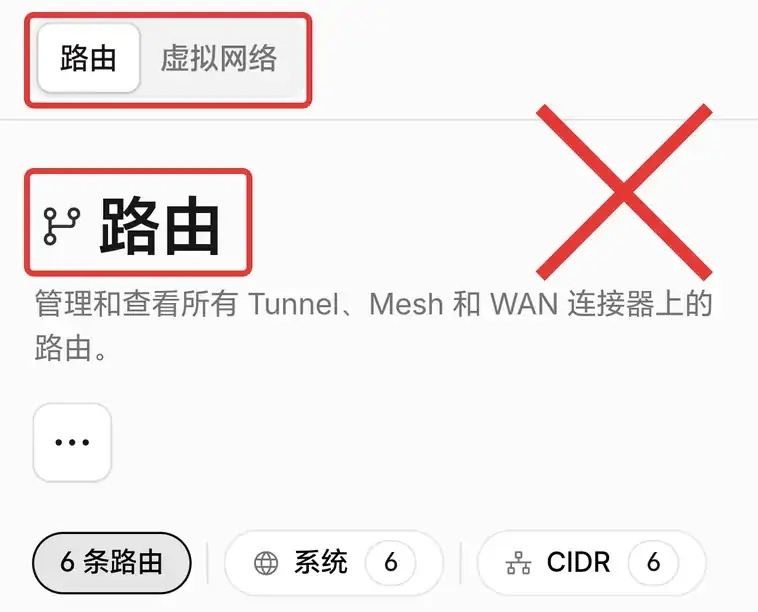 路由 虚拟网络
路由
管理和查看所有 Tunnel、Mesh 和 WAN 连接器上的
路由。
...
6 条路由 系统 6 CIDR 6